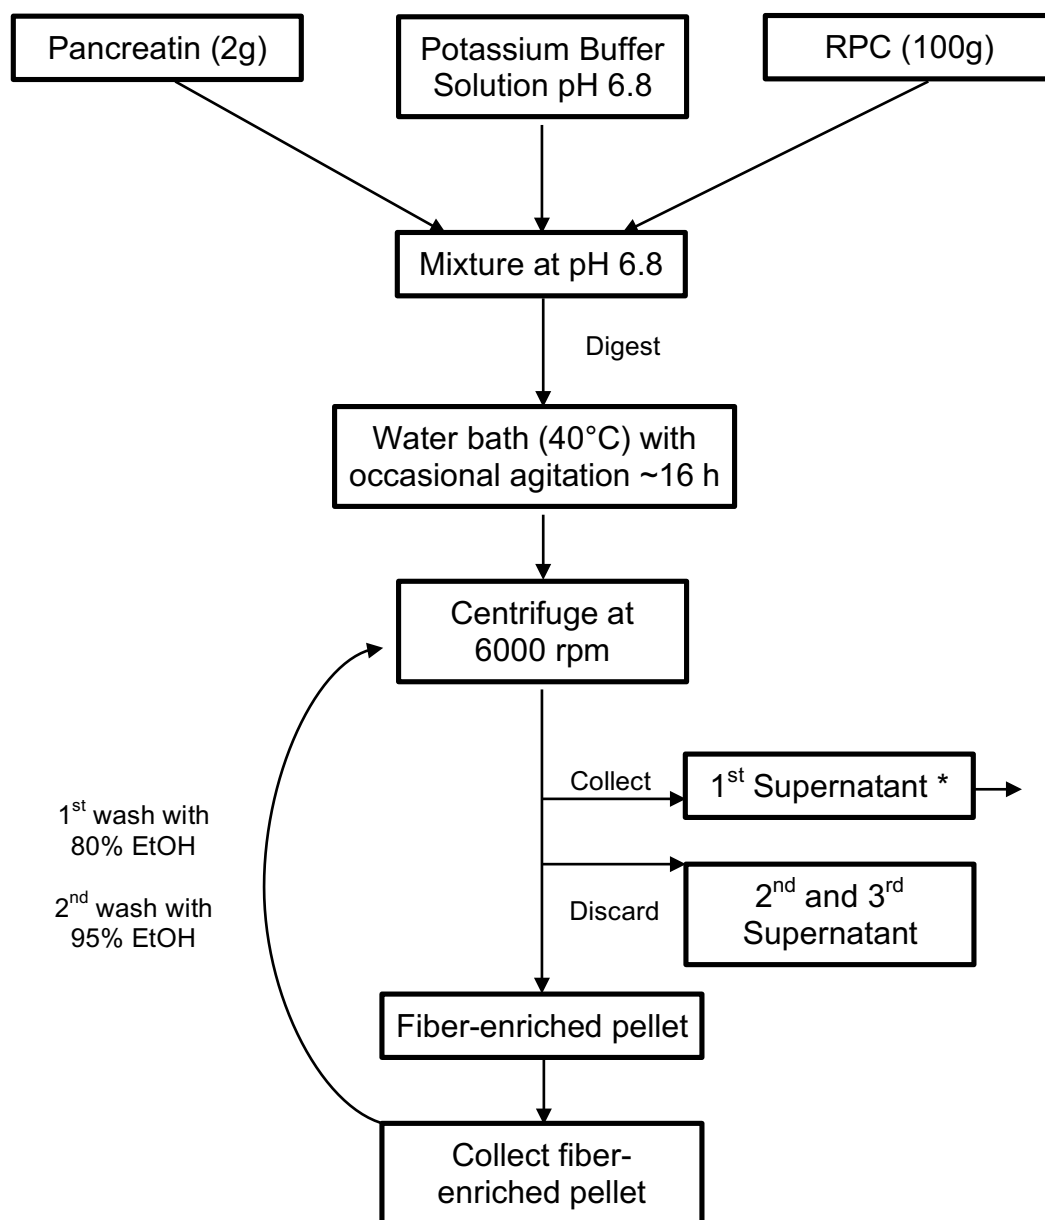 Pancreatin (2g)
Potassium Buffer
Solution pH 6.8
RPC (100g)
Mixture at pH 6.8
Digest
Water bath (40°C) with
occasional agitation ~16 h
Centrifuge at
6000 rpm
Collect
1st Supernatant *
1st wash with
80% EtOH
2nd wash with
95% EtOH
Discard
2nd and 3rd
Supernatant
Fiber-enriched pellet
Collect fiber-
enriched pellet